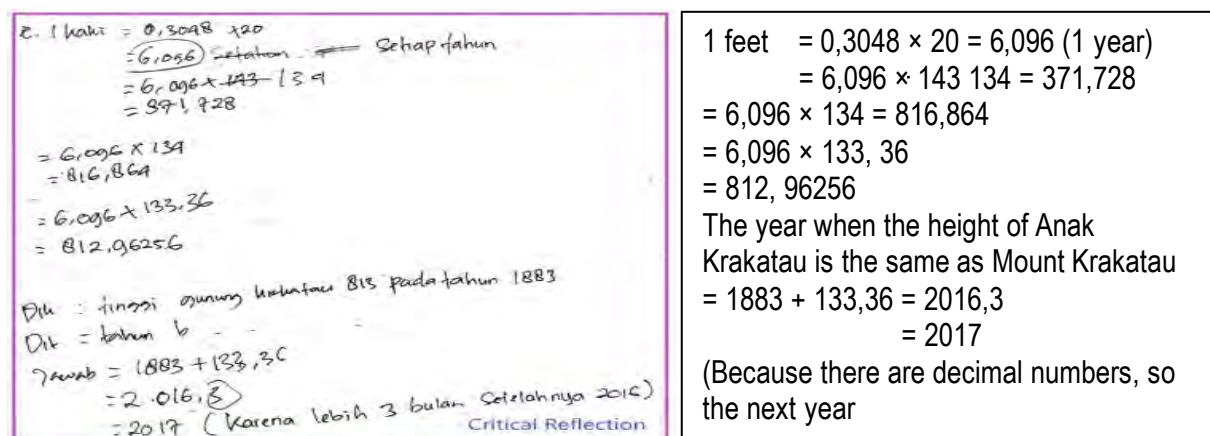 c. 1 kaki = 0,3048 ×20
= 6,096 Setiap tahun
= 6,096 × 143 134
= 371,728
= 6,096 × 134
= 816,864
= 6,096 × 133,36
= 812,96256
Dik : tinggi gunung krakatau 813 pada tahun 1883
Dit = tahun b
Jawab = 1883 + 133,36
= 2.016,3
= 2017 (Karena lebih 3 bulan Setelahnya 2016)
Critical Reflection
1 feet = 0,3048 × 20 = 6,096 (1 year)
= 6,096 × 143 134 = 371,728
= 6,096 × 134 = 816,864
= 6,096 × 133, 36
= 812, 96256
The year when the height of Anak
Krakatau is the same as Mount Krakatau
= 1883 + 133,36 = 2016,3
= 2017
(Because there are decimal numbers, so
the next year